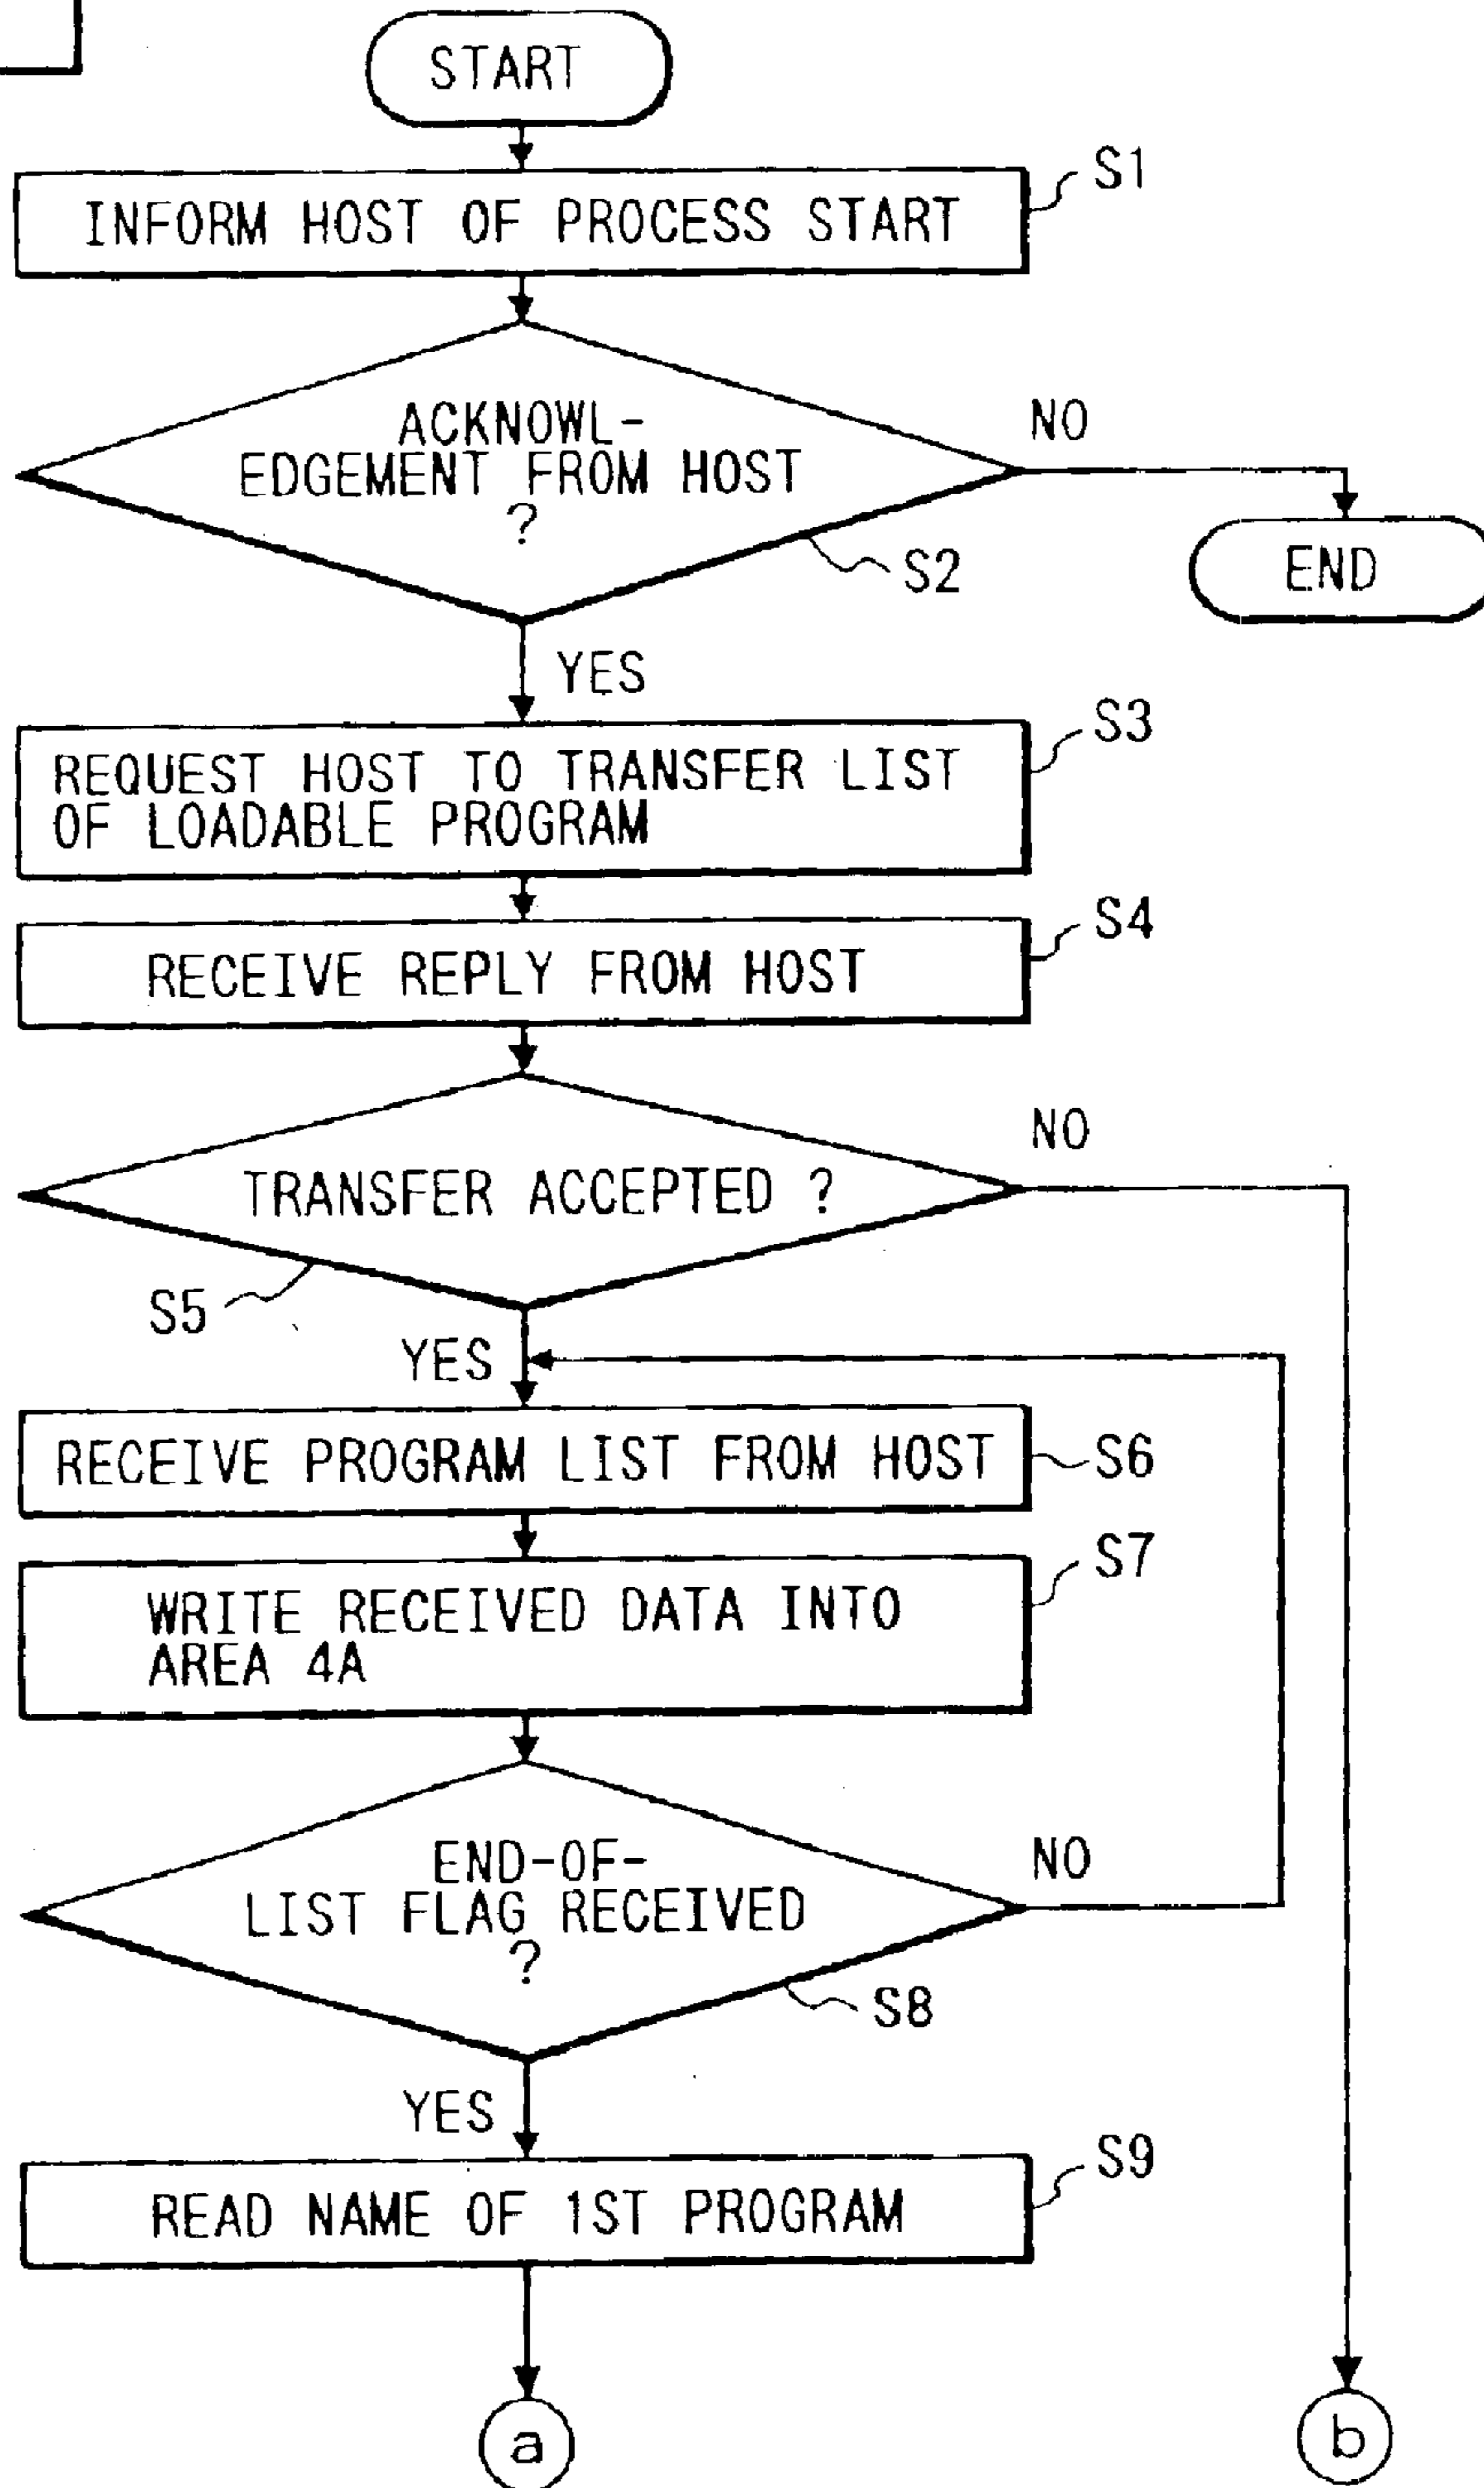 START
S1
INFORM HOST OF PROCESS START
ACKNOWL-
EDGEMENT FROM HOST
?
NO
S2
END
YES
S3
REQUEST HOST TO TRANSFER LIST
OF LOADABLE PROGRAM
S4
RECEIVE REPLY FROM HOST
NO
TRANSFER ACCEPTED ?
S5
YES
RECEIVE PROGRAM LIST FROM HOST
S6
S7
WRITE RECEIVED DATA INTO
AREA 4A
END-OF-
LIST FLAG RECEIVED
?
NO
S8
YES
S9
READ NAME OF 1ST PROGRAM
a
b